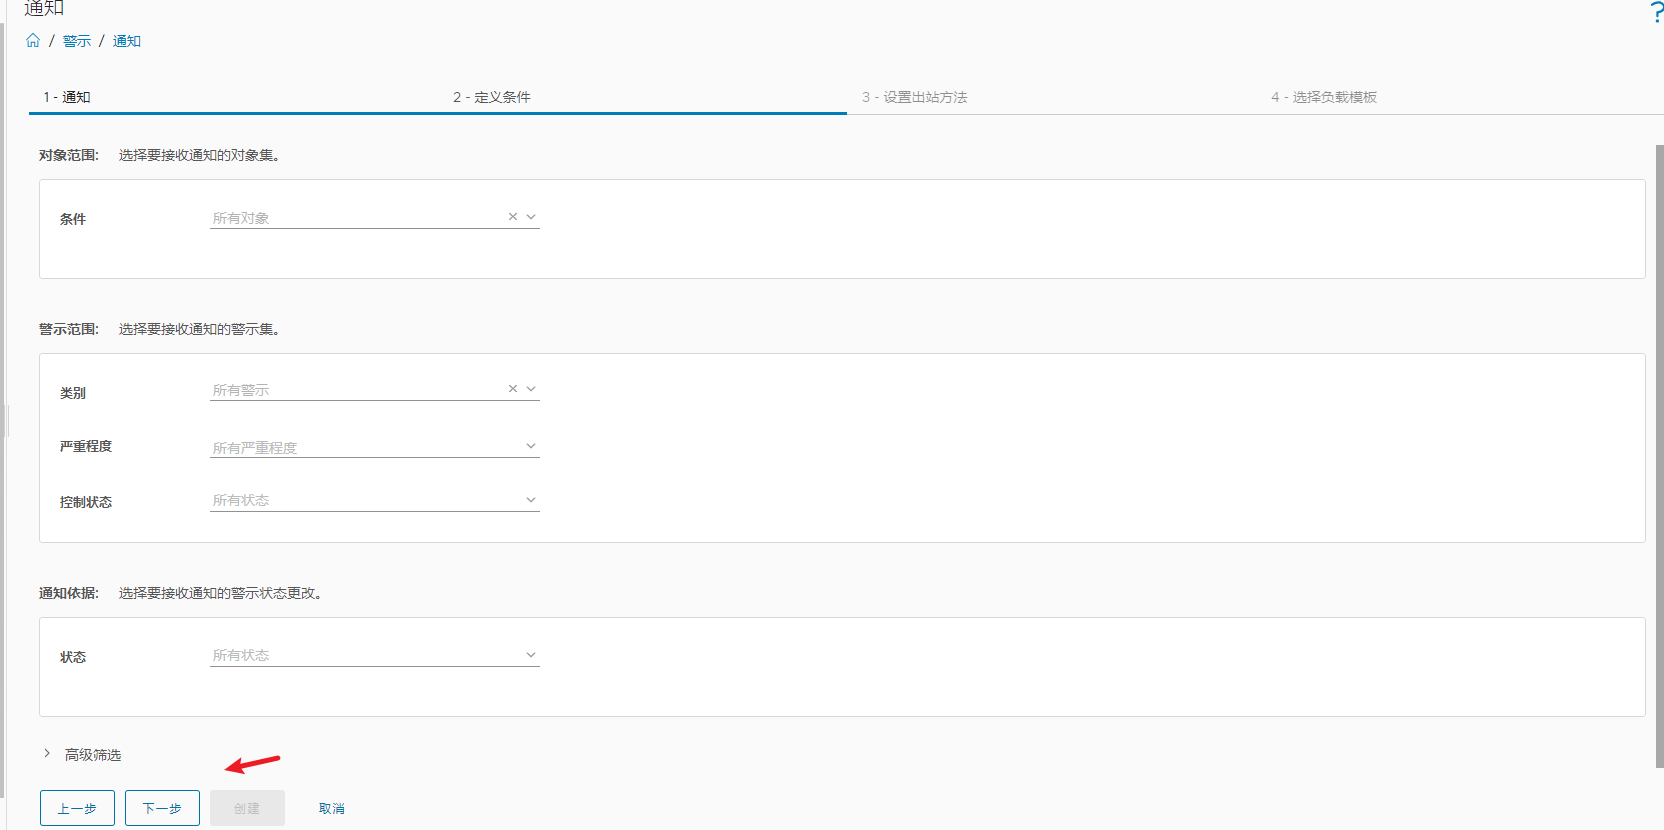 通知
?
/ 警示 / 通知
1 - 通知
2 - 定义条件
3 - 设置出站方法
4 - 选择负载模板
对象范围: 选择要接收通知的对象集。
条件 所有对象
警示范围: 选择要接收通知的警示集。
类别 所有警示
严重程度 所有严重程度
控制状态 所有状态
通知依据: 选择要接收通知的警示状态更改。
状态 所有状态
高级筛选
上一步 下一步 创建 取消